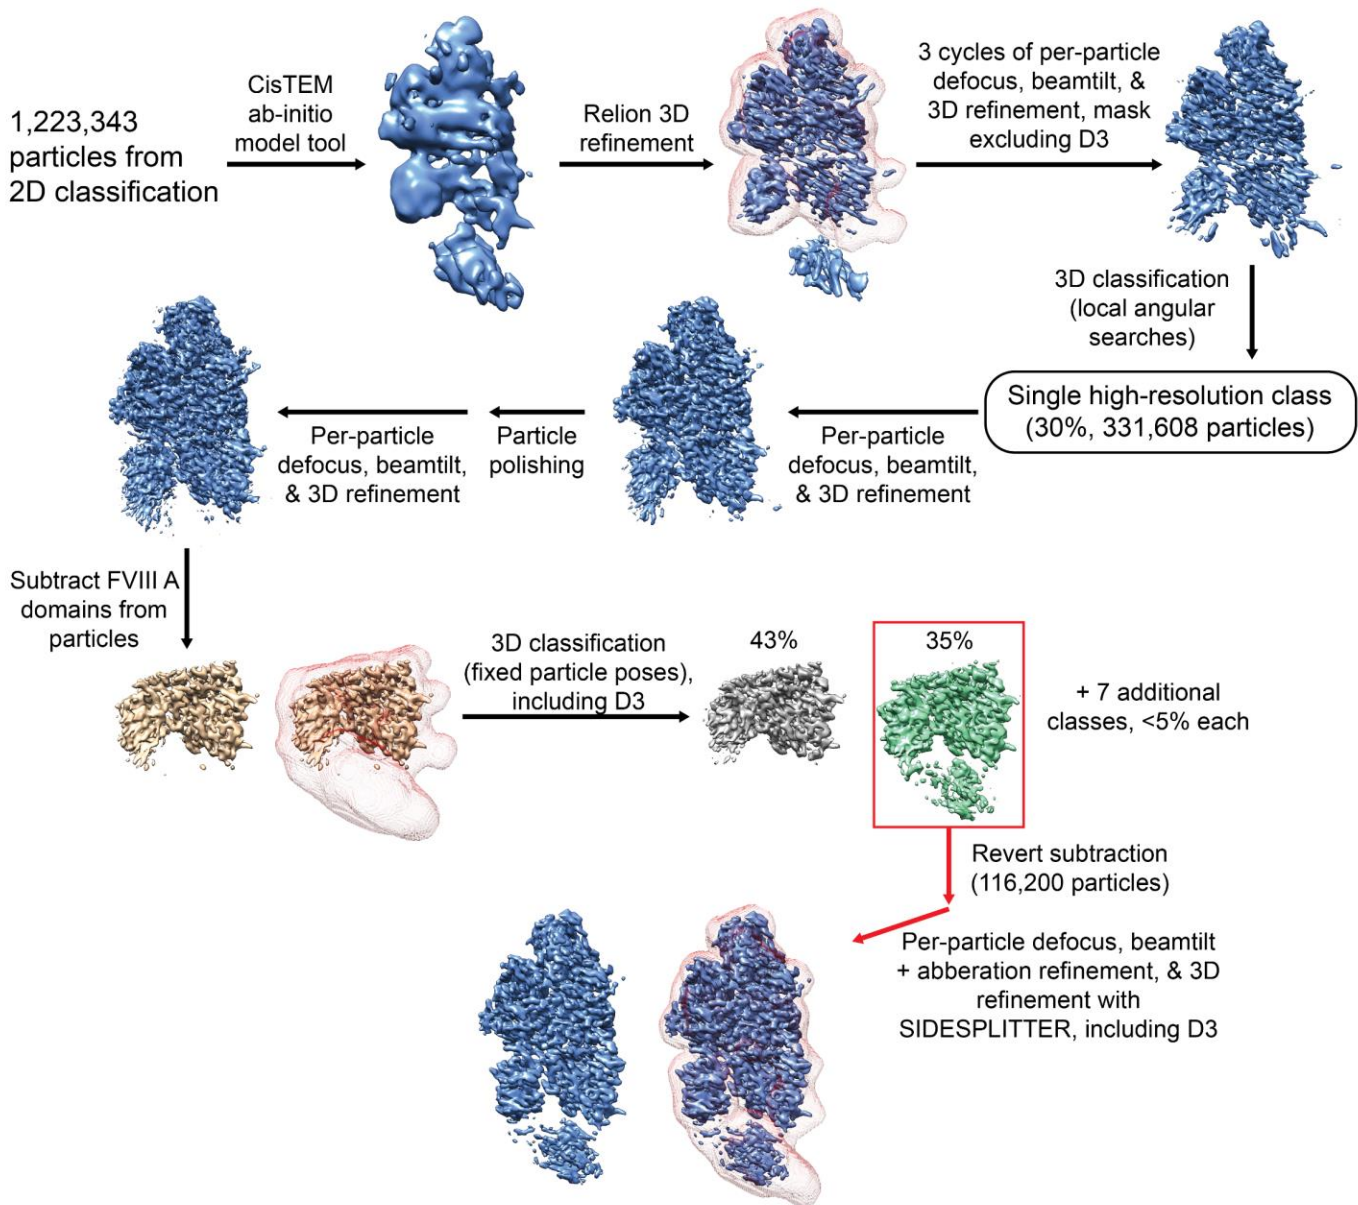 1,223,343
particles from
2D classification
CisTEM
ab-initio
model tool
Relion 3D
refinement
3 cycles of per-particle
defocus, beamtilt, &
3D refinement, mask
excluding D3
3D classification
(local angular
searches)
Single high-resolution class
(30%, 331,608 particles)
Per-particle
defocus, beamtilt,
& 3D refinement
Particle
polishing
Per-particle
defocus, beamtilt,
& 3D refinement
Subtract FVIII A
domains from
particles
3D classification
(fixed particle poses),
including D3
43%
35%
+ 7 additional
classes, <5% each
Revert subtraction
(116,200 particles)
Per-particle defocus, beamtilt
+ abberation refinement, & 3D
refinement with
SIDESPLITTER, including D3